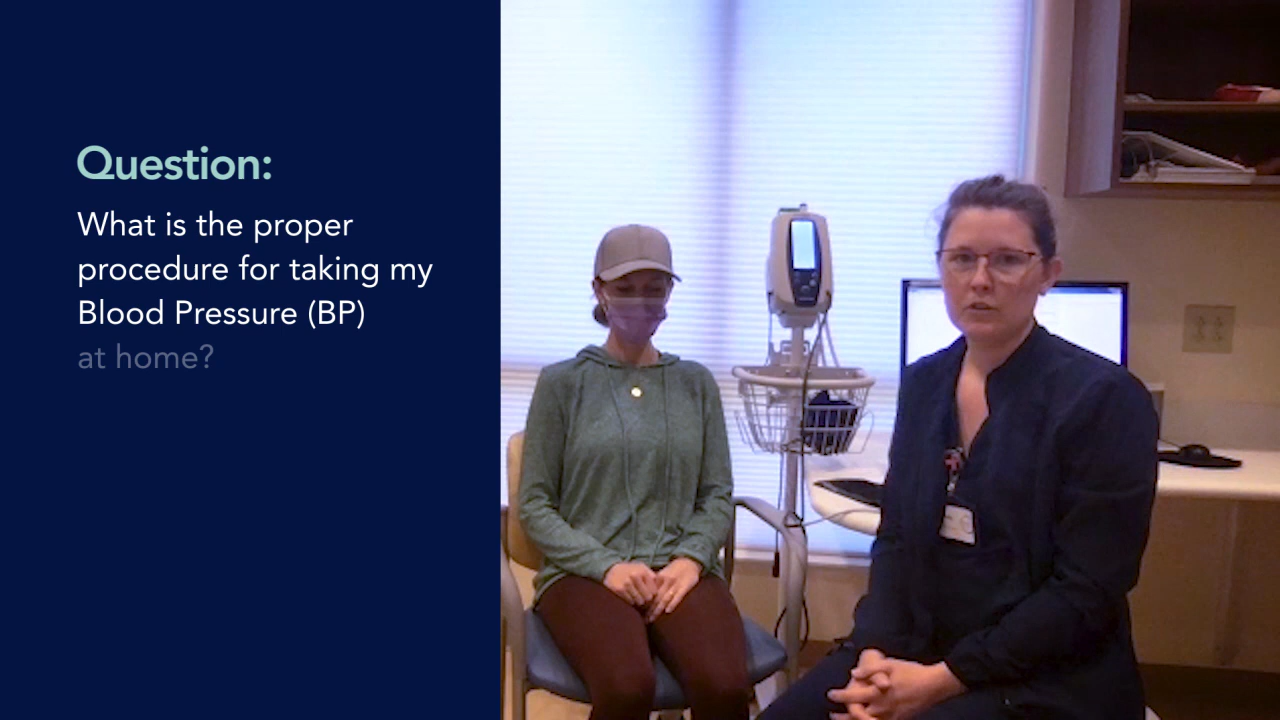 Question:
What is the proper
procedure for taking my
Blood Pressure (BP)
at home?